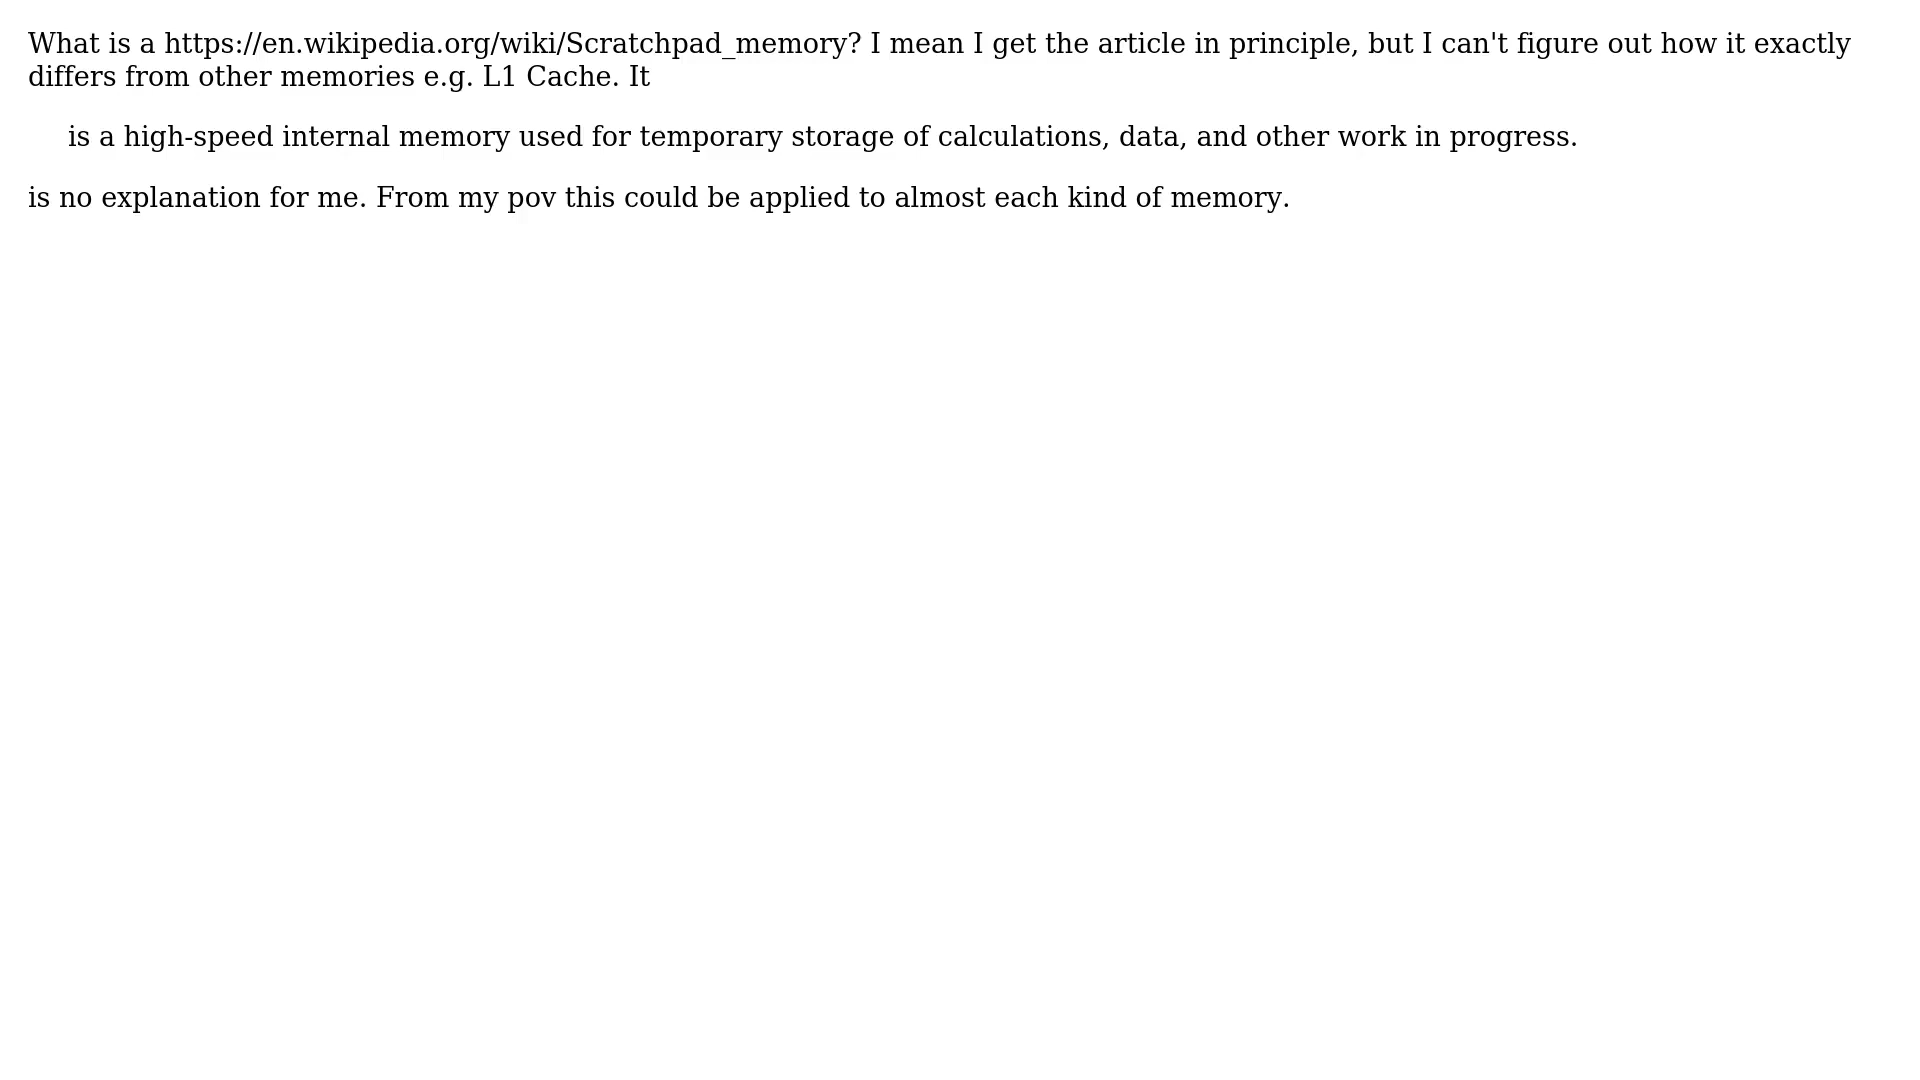 What is a https://en.wikipedia.org/wiki/Scratchpad_memory? I mean I get the article in principle, but I can't figure out how it exactly
differs from other memories e.g. L1 Cache. It
is a high-speed internal memory used for temporary storage of calculations, data, and other work in progress.
is no explanation for me. From my pov this could be applied to almost each kind of memory.